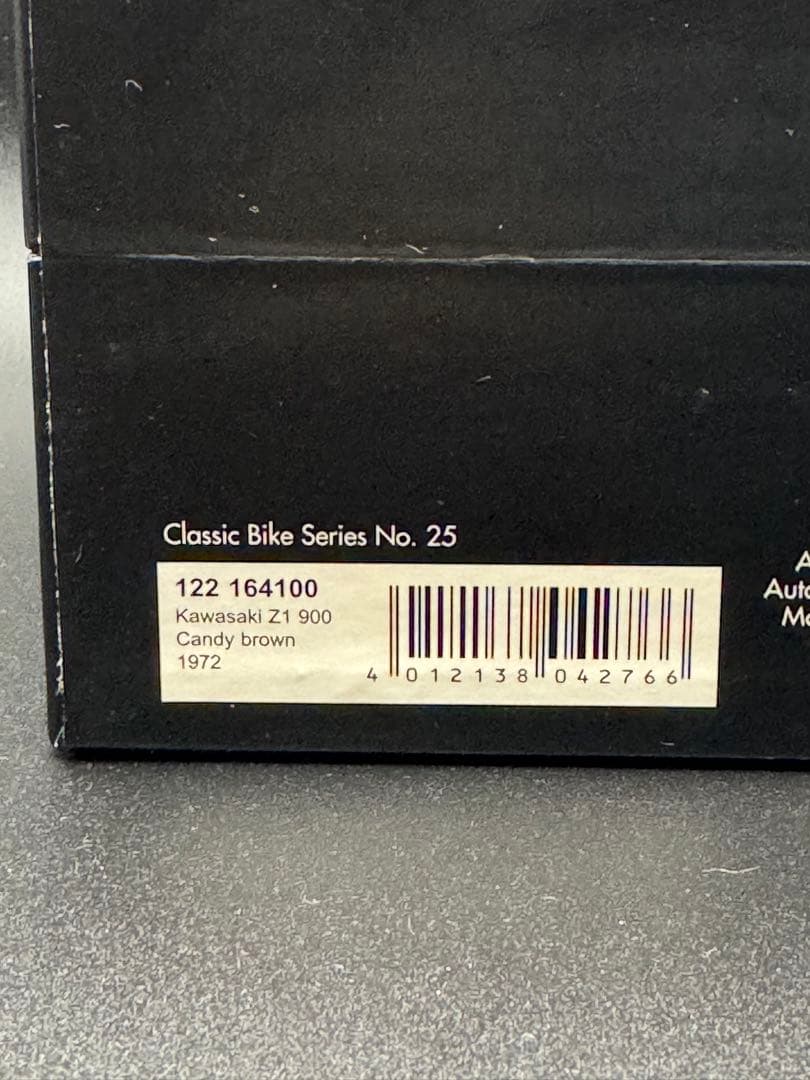 Classic Bike Series No. 25
122 164100
Kawasaki Z1 900
Candy brown
1972
4 012138 042766